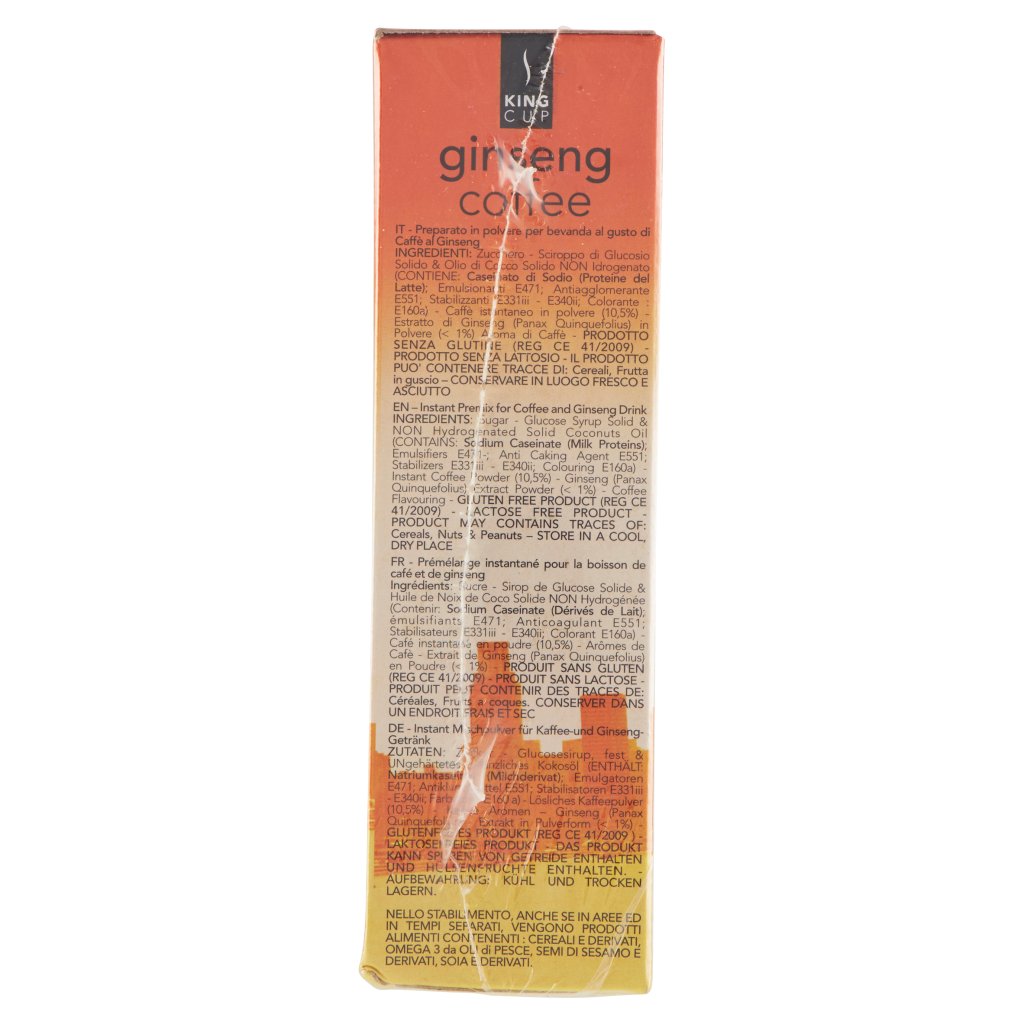 KING
CUP
ginseng
coffee
IT - Preparato in polvere per bevanda al gusto di
Caffè al Ginseng
INGREDIENTI: Zucchero - Sciroppo di Glucosio
Solido & Olio di Cocco Solido NON Idrogenato
(CONTIENE: Caseinato di Sodio (Proteine del
Latte); Emulsionanti E471; Antiagglomerante
E551; Stabilizzanti E331iii - E340ii; Colorante :
E160a) - Caffè istantaneo in polvere (10,5%) -
Estratto di Ginseng (Panax Quinquefolius) in
Polvere (< 1%) Aroma di Caffè - PRODOTTO
SENZA GLUTINE (REG CE 41/2009) -
PRODOTTO SENZA LATTOSIO - IL PRODOTTO
PUO' CONTENERE TRACCE DI: Cereali, Frutta
in guscio – CONSERVARE IN LUOGO FRESCO E
ASCIUTTO
EN – Instant Premix for Coffee and Ginseng Drink
INGREDIENTS: Sugar - Glucose Syrup Solid &
NON Hydrogenated Solid Coconuts Oil
(CONTAINS: Sodium Caseinate (Milk Proteins);
Emulsifiers E471-; Anti Caking Agent E551;
Stabilizers E331iii - E340ii; Colouring E160a) -
Instant Coffee Powder (10,5%) - Ginseng (Panax
Quinquefolius) Extract Powder (< 1%) - Coffee
Flavouring - GLUTEN FREE PRODUCT (REG CE
41/2009) - LACTOSE FREE PRODUCT -
PRODUCT MAY CONTAINS TRACES OF:
Cereals, Nuts & Peanuts – STORE IN A COOL,
DRY PLACE
FR - Prémélange instantané pour la boisson de
café et de ginseng
Ingrédients: Sucre - Sirop de Glucose Solide &
Huile de Noix de Coco Solide NON Hydrogénée
(Contenir: Sodium Caseinate (Dérivés de Lait);
émulsifiants E471; Anticoagulant E551;
Stabilisateurs E331iii - E340ii; Colorant E160a) -
Café instantané en poudre (10,5%) - Arômes de
Cafè - Extrait de Ginseng (Panax Quinquefolius)
en Poudre (< 1%) - PRODUIT SANS GLUTEN
(REG CE 41/2009) - PRODUIT SANS LACTOSE -
PRODUIT PEUT CONTENIR DES TRACES DE:
Céréales, Fruits a coques. CONSERVER DANS
UN ENDROIT FRAIS ET SEC
DE - Instant Mischpulver für Kaffee-und Ginseng-
Getränk
ZUTATEN: - Glucosesirup, fest &
UNgehärtetes Kokosöl (ENTHÄLT:
(Milchderivat); Emulgatoren
E471; E551; Stabilisatoren E331iii
- E340ii; E160 a) - Lösliches Kaffeepulver
(10,5%) Aromen – Ginseng (Panax
Extrakt in Pulverform (< 1%) -
GLUTENFREIES PRODUKT (REG CE 41/2009 )
LAKTOSEFREIES PRODUKT - DAS PRODUKT
KANN SPUREN VON GETREIDE ENTHALTEN
UND HÜLSENFRÜCHTE ENTHALTEN. -
AUFBEWAHRUNG: KÜHL UND TROCKEN
LAGERN.
NELLO STABILIMENTO, ANCHE SE IN AREE ED
IN TEMPI SEPARATI, VENGONO PRODOTTI
ALIMENTI CONTENENTI : CEREALI E DERIVATI,
OMEGA 3 da OLI di PESCE, SEMI DI SESAMO E
DERIVATI, SOIA E DERIVATI.